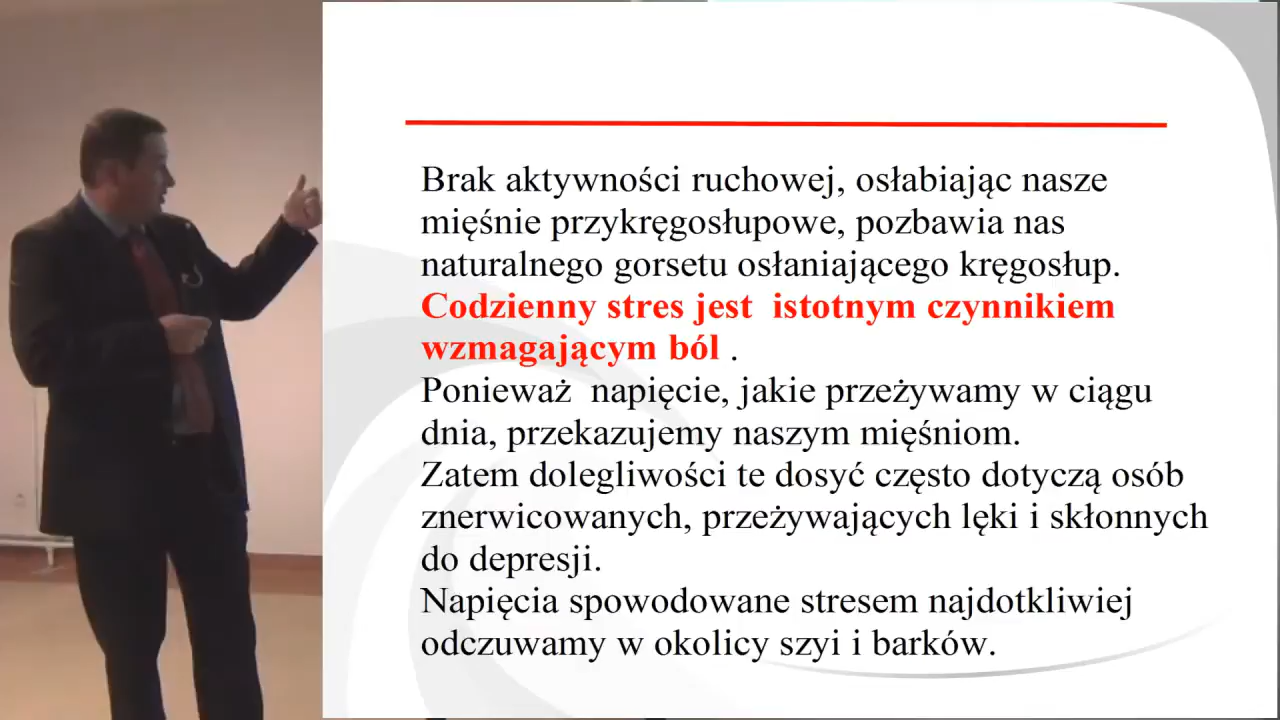 Brak aktywności ruchowej, osłabiając nasze
mięśnie przykręgosłupowe, pozbawia nas
naturalnego gorsetu osłaniającego kręgosłup.
Codzienny stres jest  istotnym czynnikiem
wzmagającym ból .
Ponieważ  napięcie, jakie przeżywamy w ciągu
dnia, przekazujemy naszym mięśniom.
Zatem dolegliwości te dosyć często dotyczą osób
znerwicowanych, przeżywających lęki i skłonnych
do depresji.
Napięcia spowodowane stresem najdotkliwiej
odczuwamy w okolicy szyi i barków.